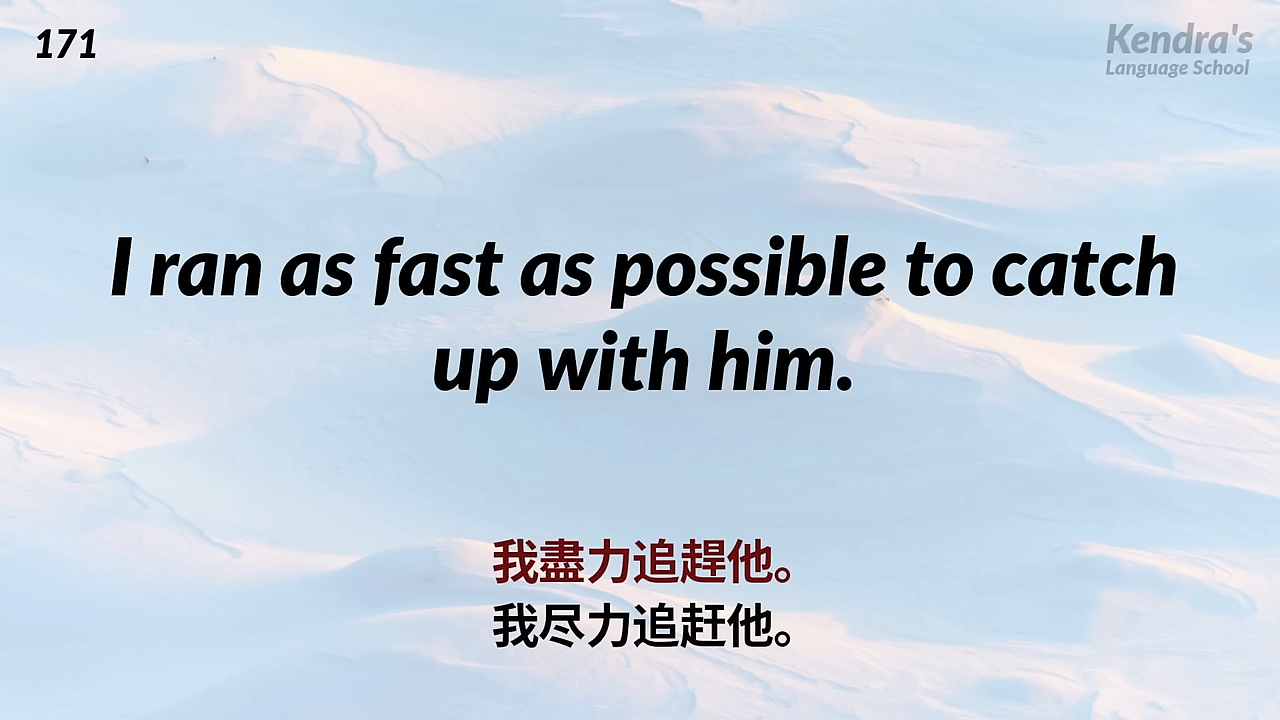 171
Kendra's
Language School
I ran as fast as possible to catch
up with him.
我盡力追趕他。
我尽力追赶他。